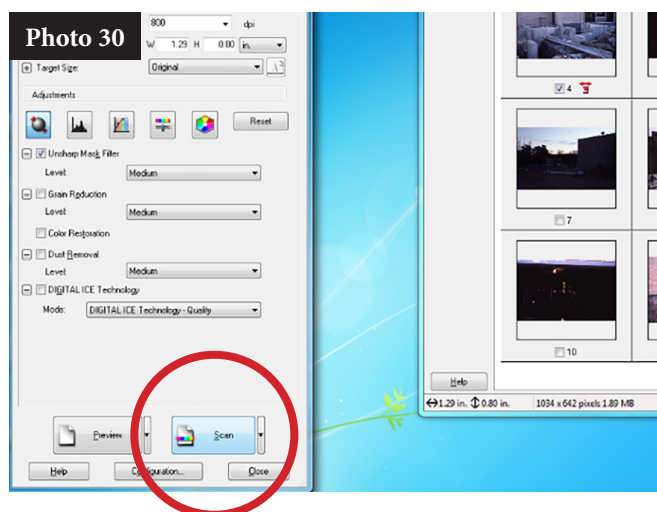 Photo 30
800 dpi
W 1.29 H 0.80 in.
Target Size: Original
Adjustments
Reset
Unsharp Mask Filter
Level: Medium
Grain Reduction
Level: Medium
Color Restoration
Dust Removal
Level: Medium
DIGITAL ICE Technology
Mode: DIGITAL ICE Technology - Quality
Preview Scan
Help Configuration... Close
4
7
10
Help
1.29 in. 0.80 in. 1034 x 642 pixels 1.89 MB